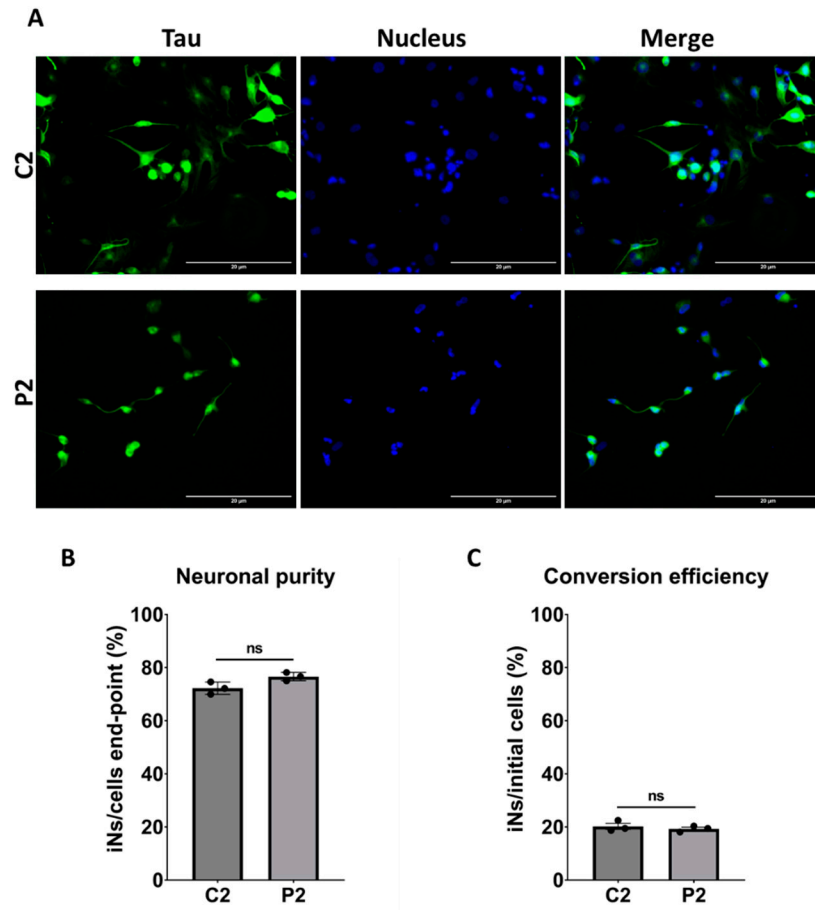 A
Tau Nucleus Merge
C2
20 µm 20 µm 20 µm
P2
20 µm 20 µm 20 µm
B
Neuronal purity
iNs/cells end-point (%)
100
80
60
40
20
0
ns
C2 P2
C
Conversion efficiency
iNs/initial cells (%)
100
80
60
40
20
0
ns
C2 P2